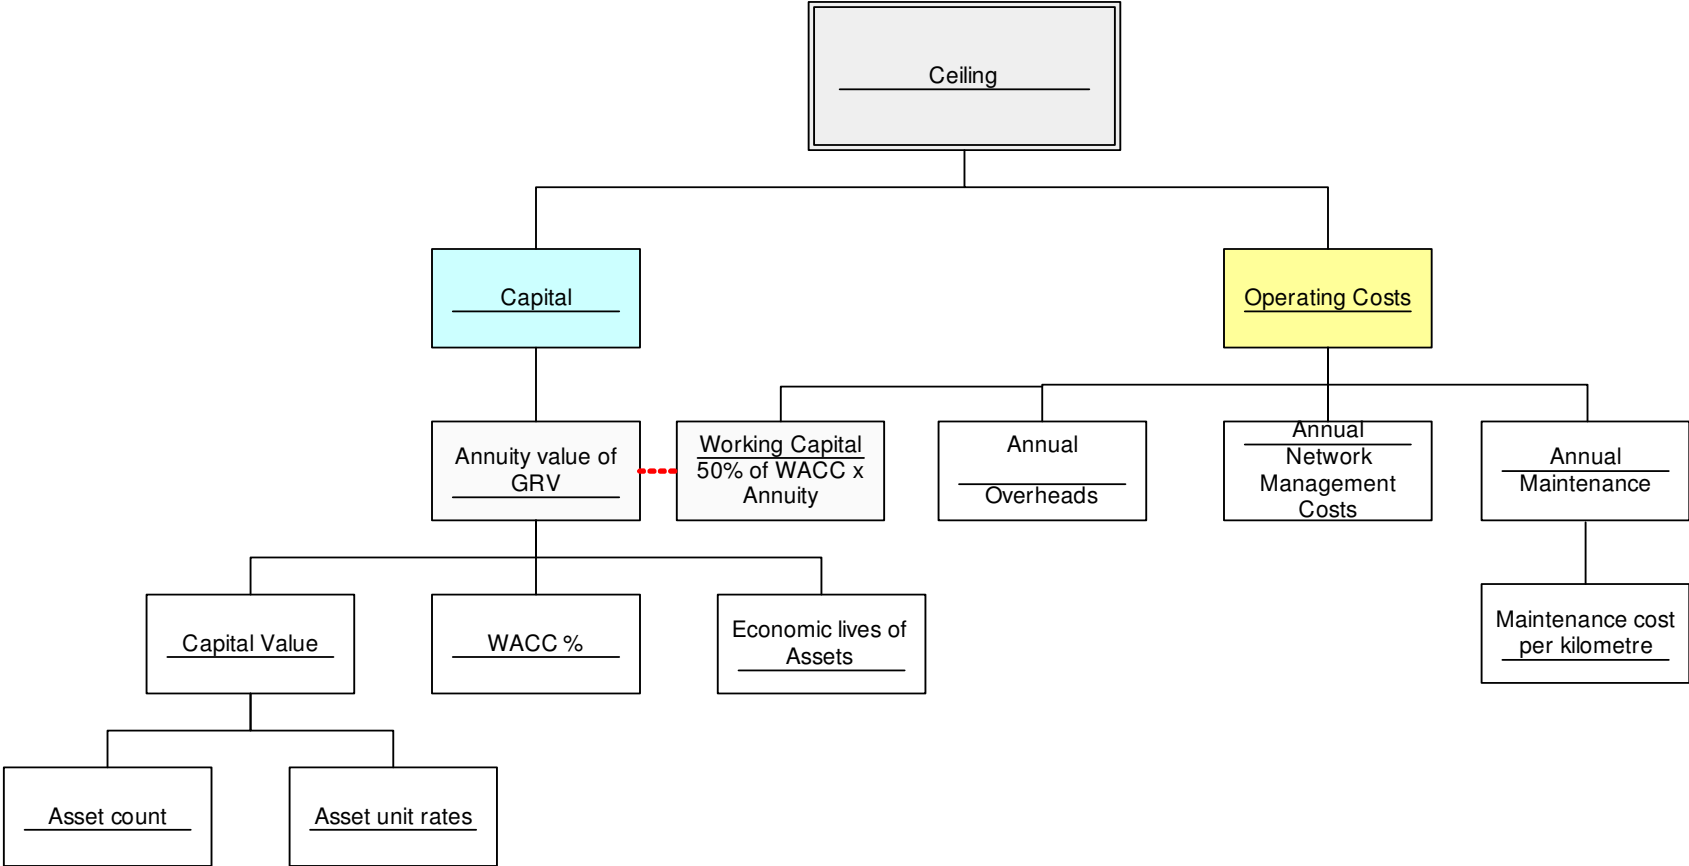 Ceiling
Capital
Operating Costs
Annuity value of
GRV
Working Capital
50% of WACC x
Annuity
Annual
Overheads
Annual
Network
Management
Costs
Annual
Maintenance
Capital Value
WACC %
Economic lives of
Assets
Maintenance cost
per kilometre
Asset count
Asset unit rates